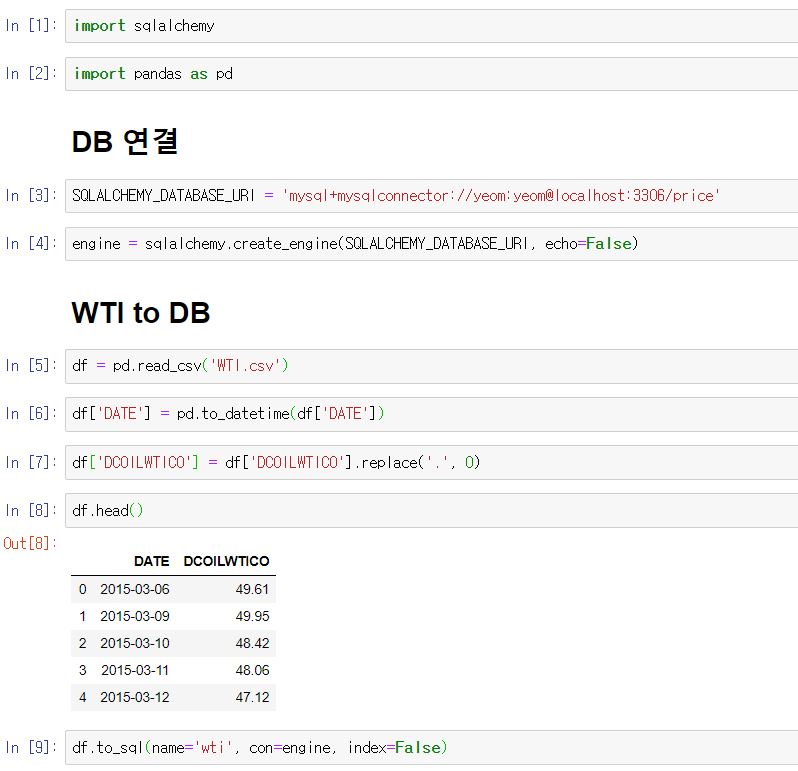 In [1]: import sqlalchemy
In [2]: import pandas as pd
DB 연결
In [3]: SQLALCHEMY_DATABASE_URI = 'mysql+mysqlconnector://yeom:yeom@localhost:3306/price'
In [4]: engine = sqlalchemy.create_engine(SQLALCHEMY_DATABASE_URI, echo=False)
WTI to DB
In [5]: df = pd.read_csv('WTI.csv')
In [6]: df['DATE'] = pd.to_datetime(df['DATE'])
In [7]: df['DCOILWTICO'] = df['DCOILWTICO'].replace('.', 0)
In [8]: df.head()
Out[8]:
DATE DCOILWTICO
0 2015-03-06 49.61
1 2015-03-09 49.95
2 2015-03-10 48.42
3 2015-03-11 48.06
4 2015-03-12 47.12
In [9]: df.to_sql(name='wti', con=engine, index=False)